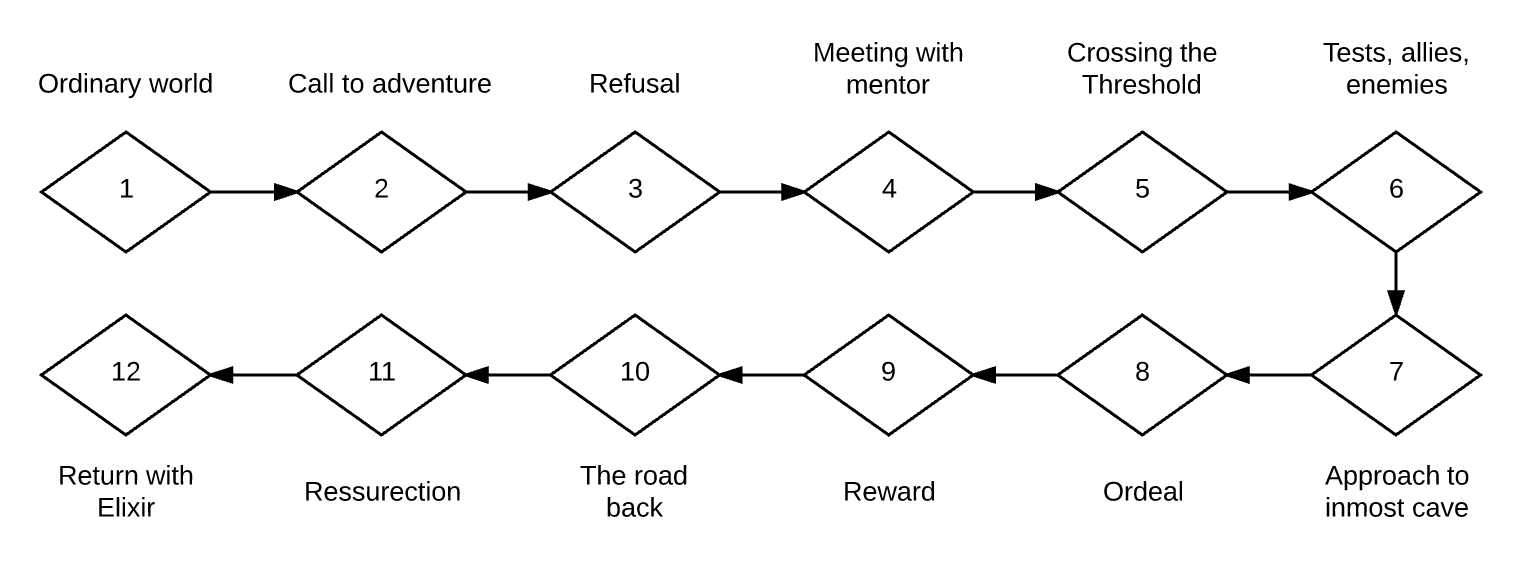 Ordinary world
Call to adventure
Refusal
Meeting with
mentor
Crossing the
Threshold
Tests, allies,
enemies
1
2
3
4
5
6
12
11
10
9
8
7
Return with
Elixir
Ressurection
The road
back
Reward
Ordeal
Approach to
inmost cave